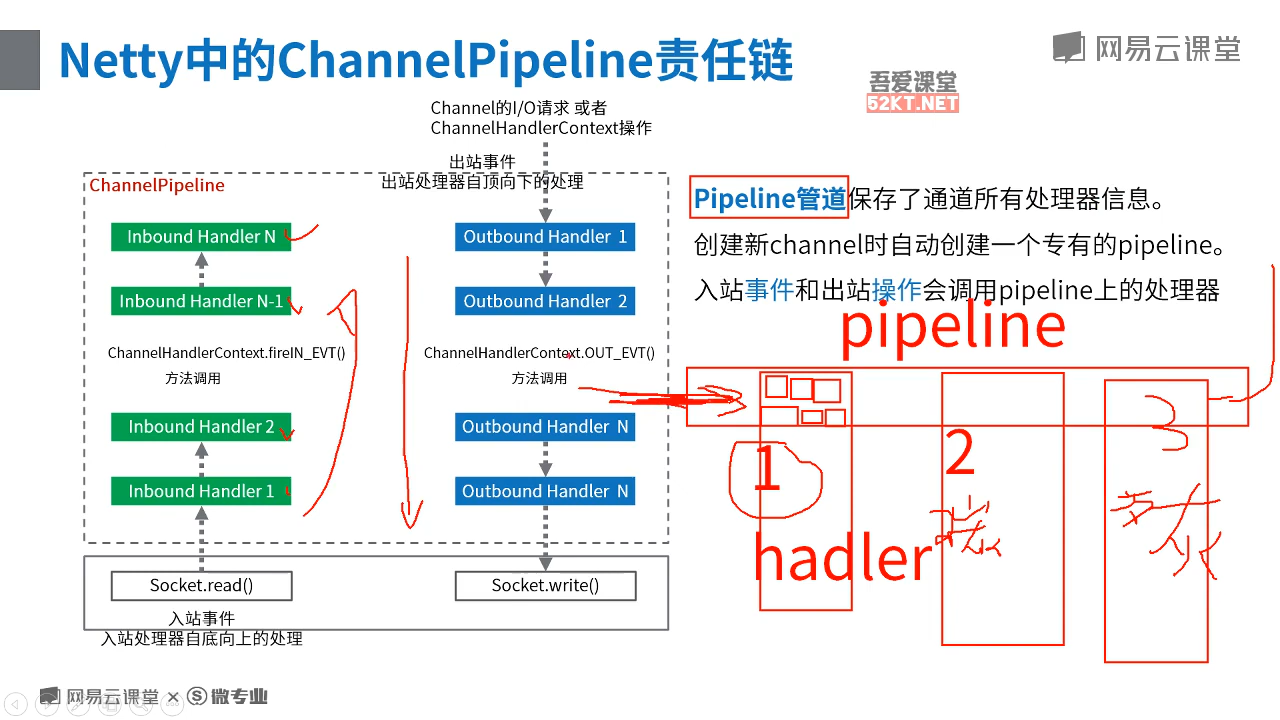 Netty中的ChannelPipeline责任链
网易云课堂
吾爱课堂
52KT.NET
Channel的I/O请求 或者
ChannelHandlerContext操作
出站事件
出站处理器自顶向下的处理
ChannelPipeline
Inbound Handler N
Outbound Handler 1
Inbound Handler N-1
Outbound Handler 2
ChannelHandlerContext.fireIN_EVT()
方法调用
ChannelHandlerContext.OUT_EVT()
方法调用
Inbound Handler 2
Outbound Handler N
Inbound Handler 1
Outbound Handler N
Socket.read()
Socket.write()
入站事件
入站处理器自底向上的处理
Pipeline管道保存了通道所有处理器信息。
创建新channel时自动创建一个专有的pipeline。
入站事件和出站操作会调用pipeline上的处理器
pipeline
1
2
3
hadler
网易云课堂 × S 微专业